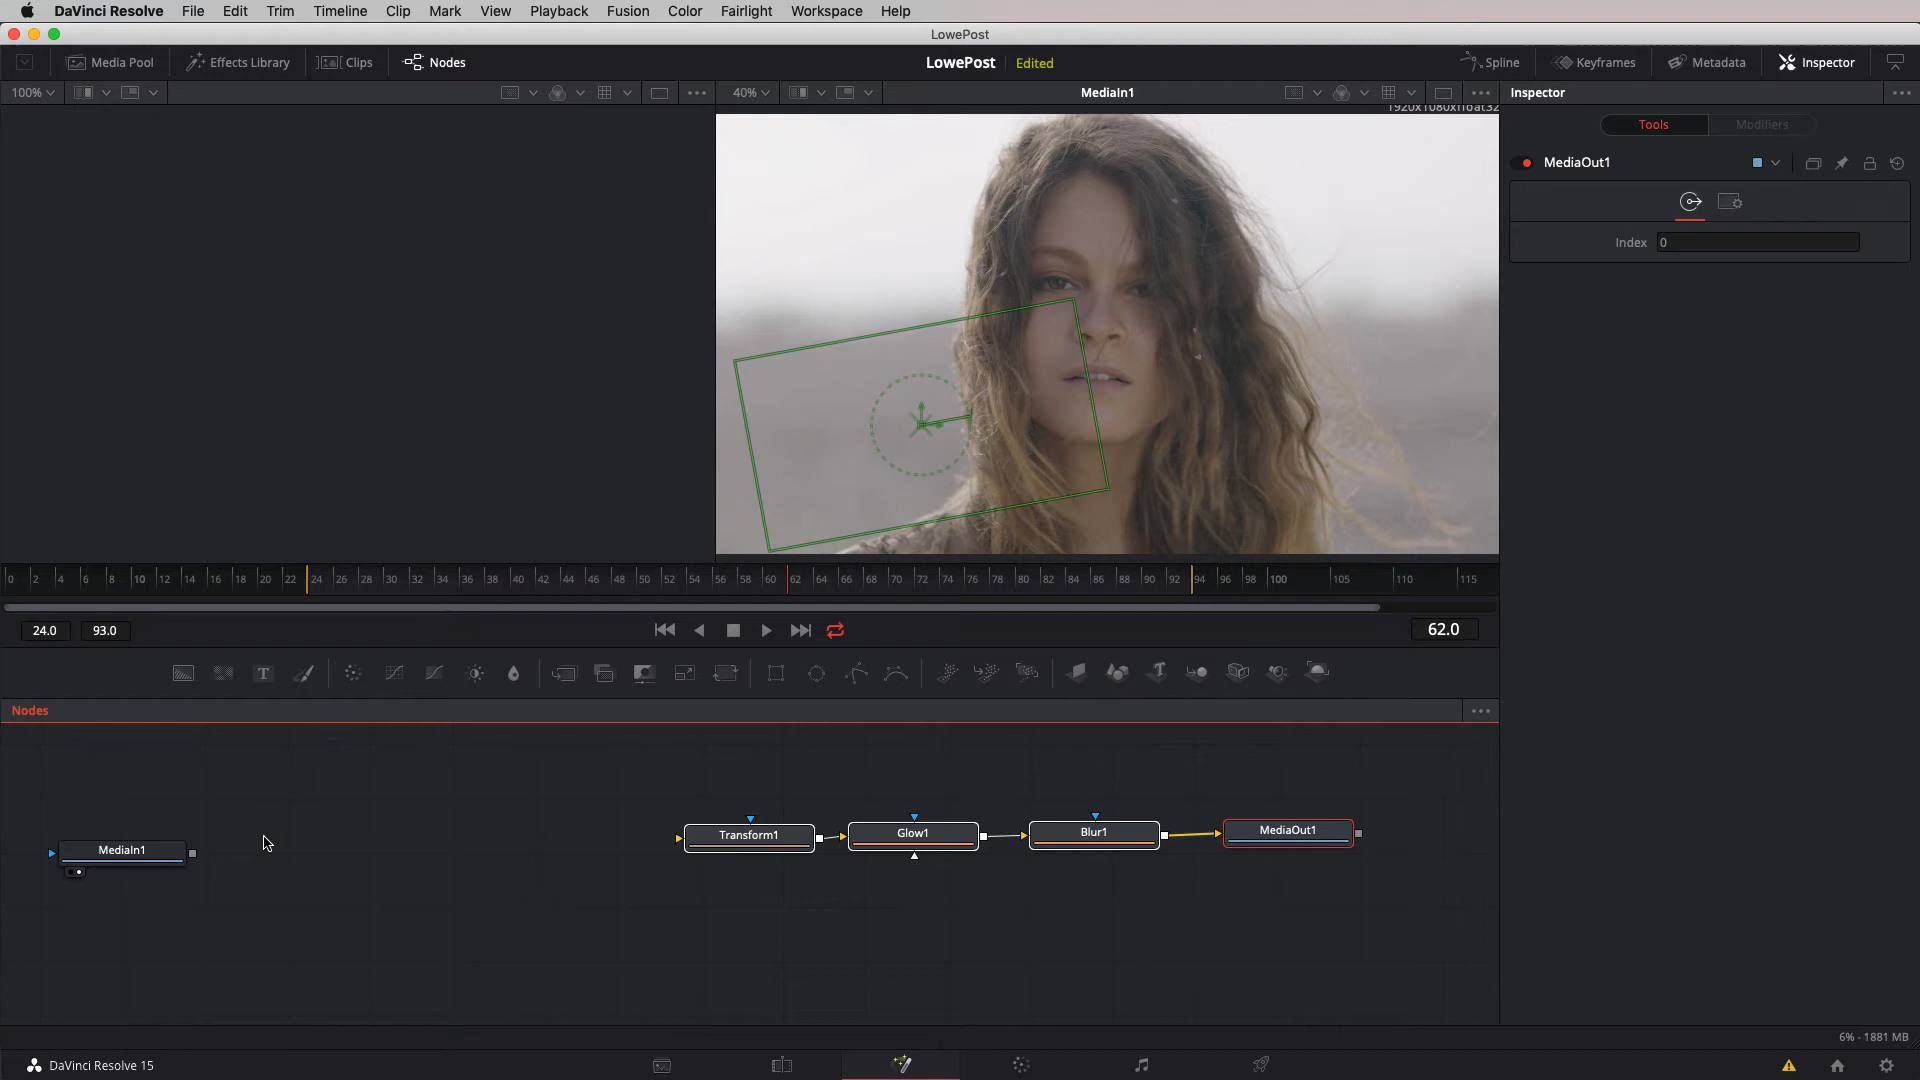 DaVinci Resolve File Edit Trim Timeline Clip Mark View Playback Fusion Color Fairlight Workspace Help
LowePost
Media Pool Effects Library Clips Nodes LowePost Edited Spline Keyframes Metadata Inspector
100% 40% MediaIn1 Inspector
1920x1080xfloat32
Tools Modifiers
MediaOut1
Index 0
0 2 4 6 8 10 12 14 16 18 20 22 24 26 28 30 32 34 36 38 40 42 44 46 48 50 52 54 56 58 60 62 64 66 68 70 72 74 76 78 80 82 84 86 88 90 92 94 96 98 100 105 110 115
24.0 93.0 62.0
Nodes
MediaIn1 Transform1 Glow1 Blur1 MediaOut1
6% - 1881 MB
DaVinci Resolve 15